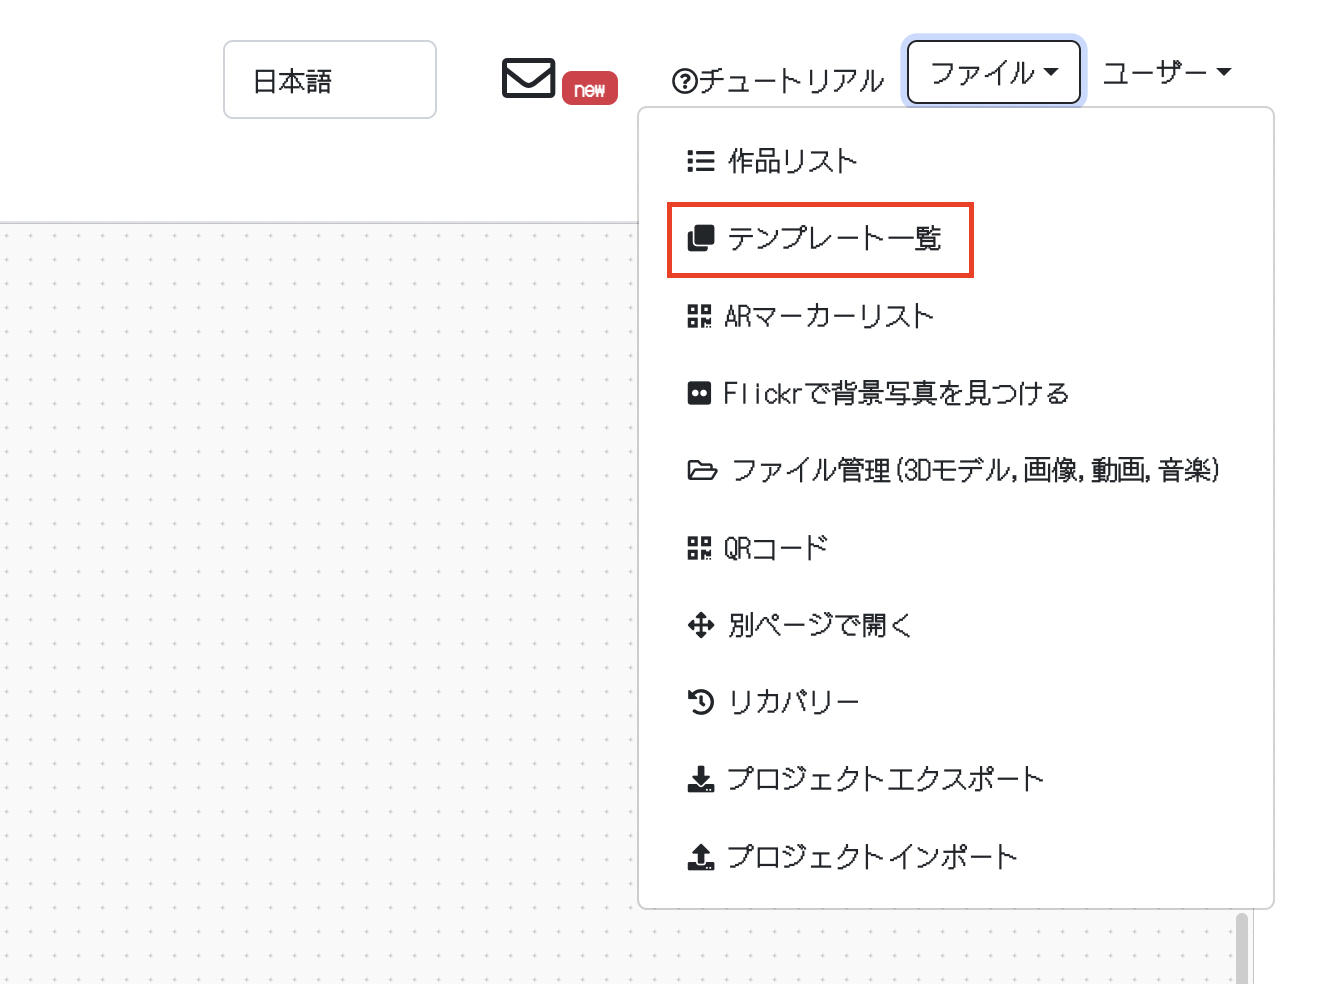 日本語
new
チュートリアル
ファイル
ユーザー
作品リスト
テンプレート一覧
ARマーカーリスト
Flickrで背景写真を見つける
ファイル管理(3Dモデル,画像,動画,音楽)
QRコード
別ページで開く
リカバリー
プロジェクトエクスポート
プロジェクトインポート